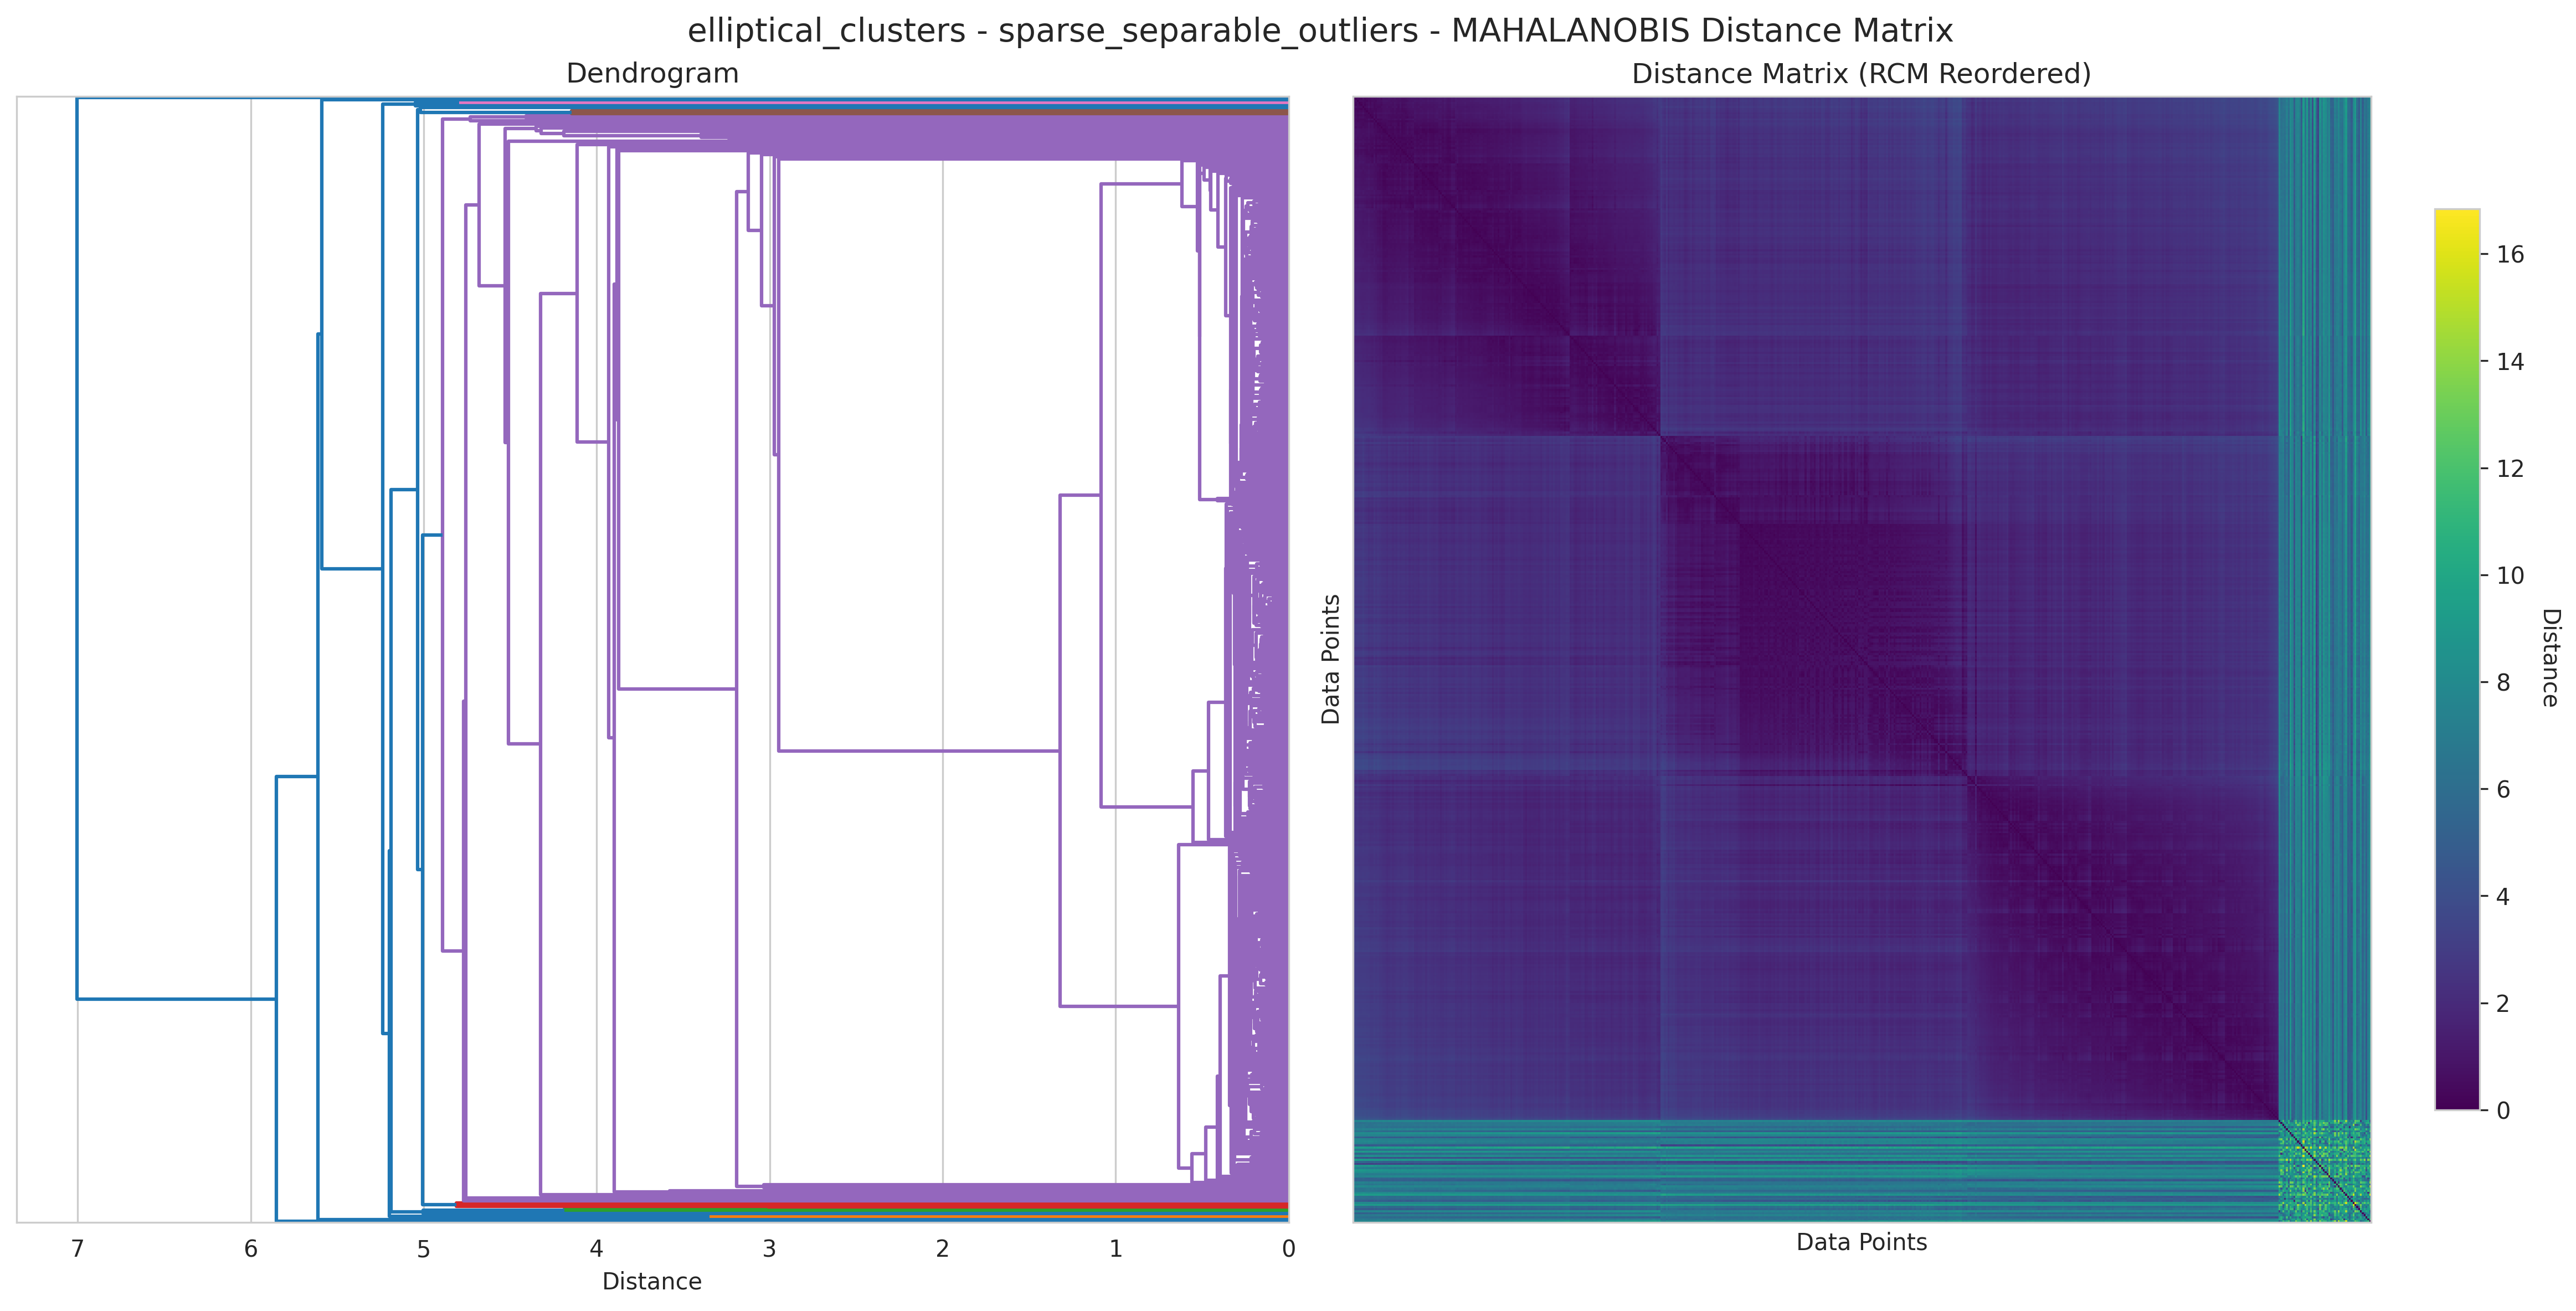 elliptical_clusters - sparse_separable_outliers - MAHALANOBIS Distance Matrix
Dendrogram
7 6 5 4 3 2 1 0
Distance
Distance Matrix (RCM Reordered)
Data Points
Data Points
16
14
12
10
8
6
4
2
0
Distance